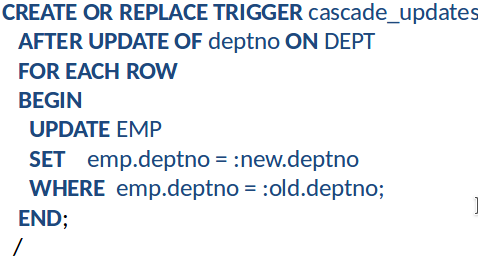 CREATE OR REPLACE TRIGGER cascade_updates
AFTER UPDATE OF deptno ON DEPT
FOR EACH ROW
BEGIN
UPDATE EMP
SET emp.deptno = :new.deptno
WHERE emp.deptno = :old.deptno;
END;
/